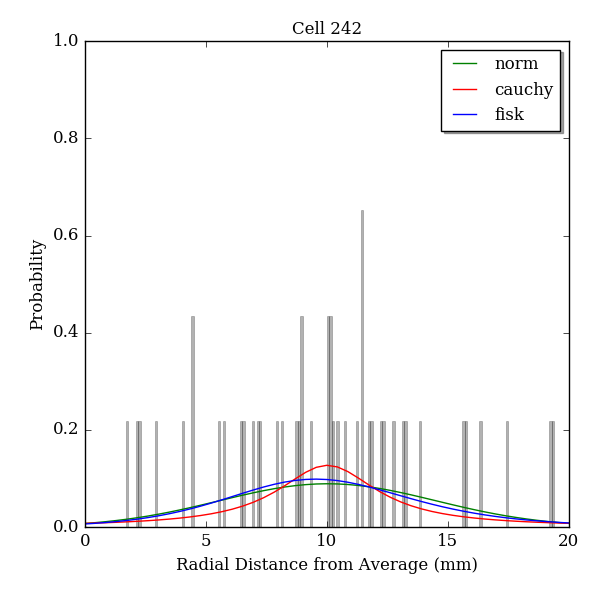 Cell 242
1.0
0.8
0.6
0.4
0.2
0.0
Probability
norm
cauchy
fisk
0 5 10 15 20
Radial Distance from Average (mm)